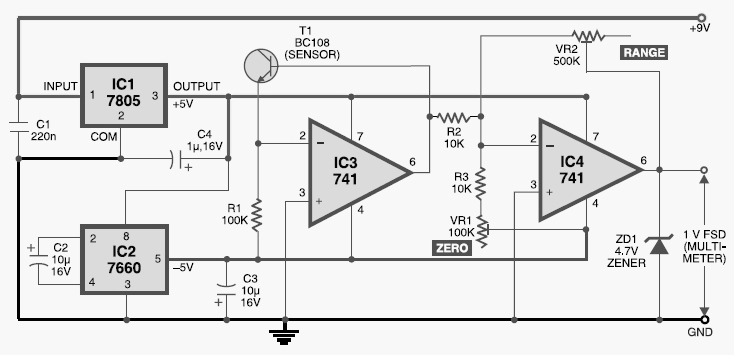 +9V
T1
BC108
(SENSOR)
VR2
500K
RANGE
INPUT
IC1
7805
1
3
2
OUTPUT
+5V
C1
220n
COM
C4
1µ,16V
+
2
−
7
IC3
741
6
3
+
4
R2
10K
2
−
7
IC4
741
6
3
+
4
R3
10K
R1
100K
VR1
100K
ZERO
C2
10µ
16V
+
2
8
IC2
7660
5
4
3
−5V
C3
10µ
16V
+
ZD1
4.7V
ZENER
1 V FSD
(MULTI-
METER)
GND